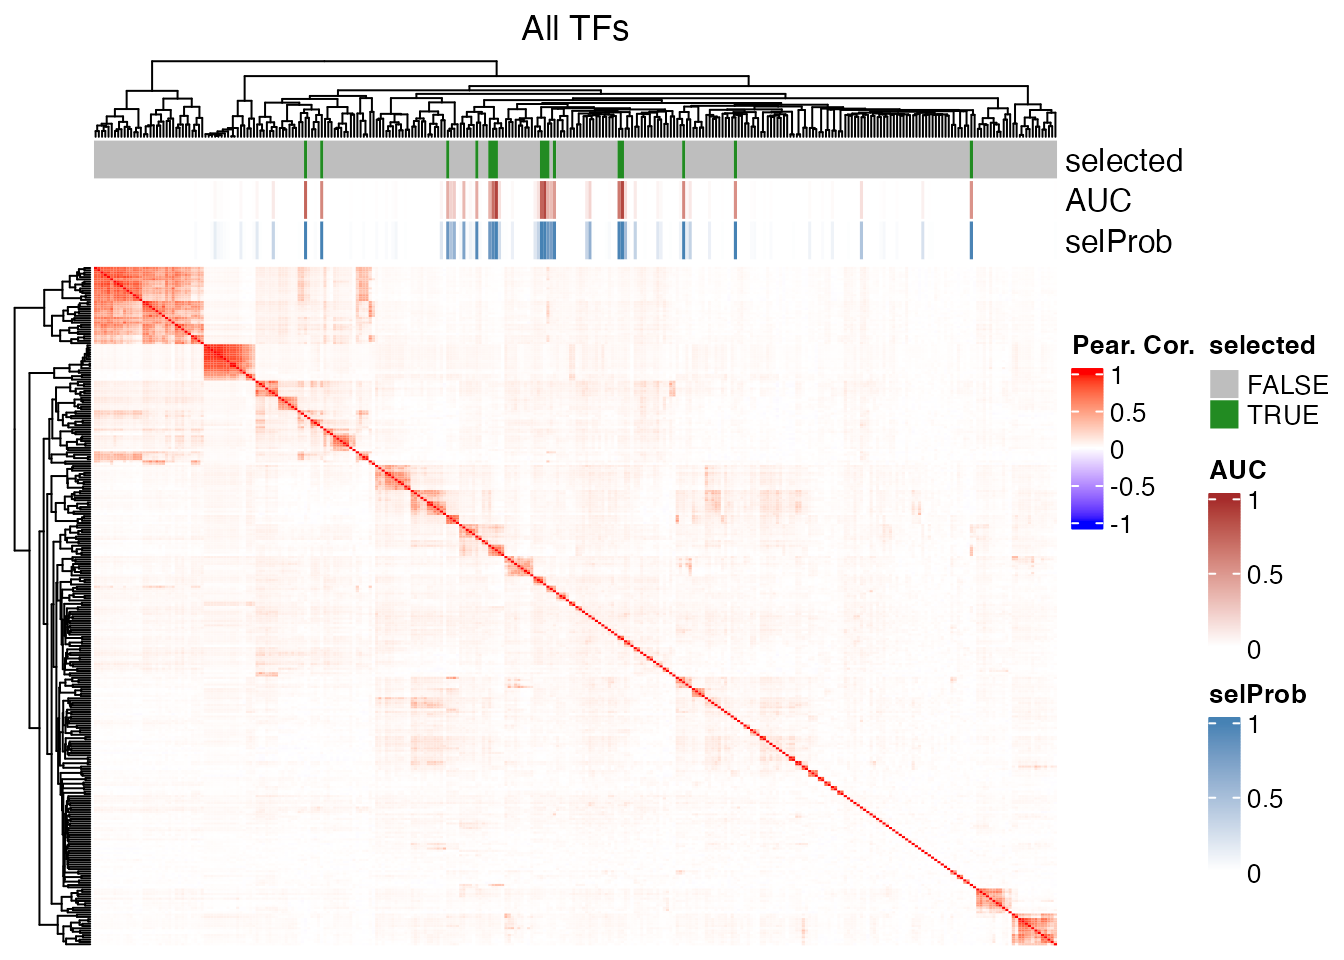 All TFs
selected
AUC
selProb
Pear. Cor.
1
0.5
0
-0.5
-1
selected
FALSE
TRUE
AUC
1
0.5
0
selProb
1
0.5
0